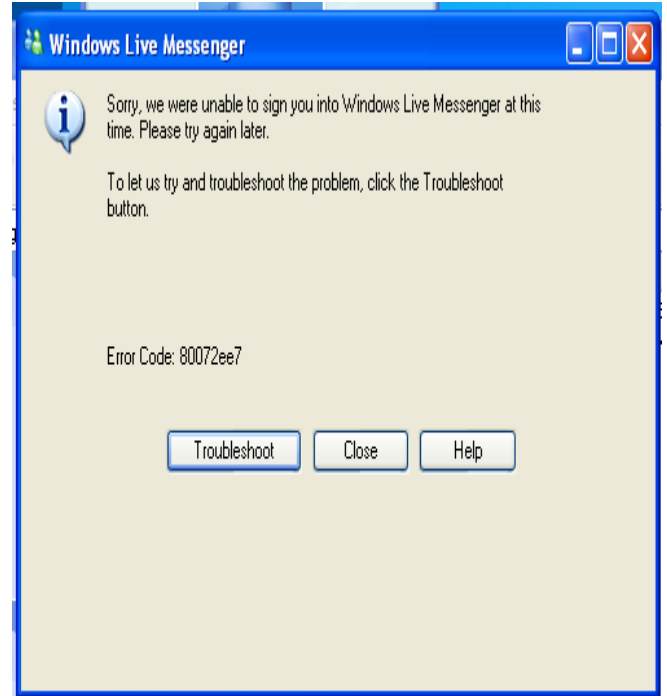 Windows Live Messenger
Sorry, we were unable to sign you into Windows Live Messenger at this
time. Please try again later.
To let us try and troubleshoot the problem, click the Troubleshoot
button.
Error Code: 80072ee7
Troubleshoot Close Help